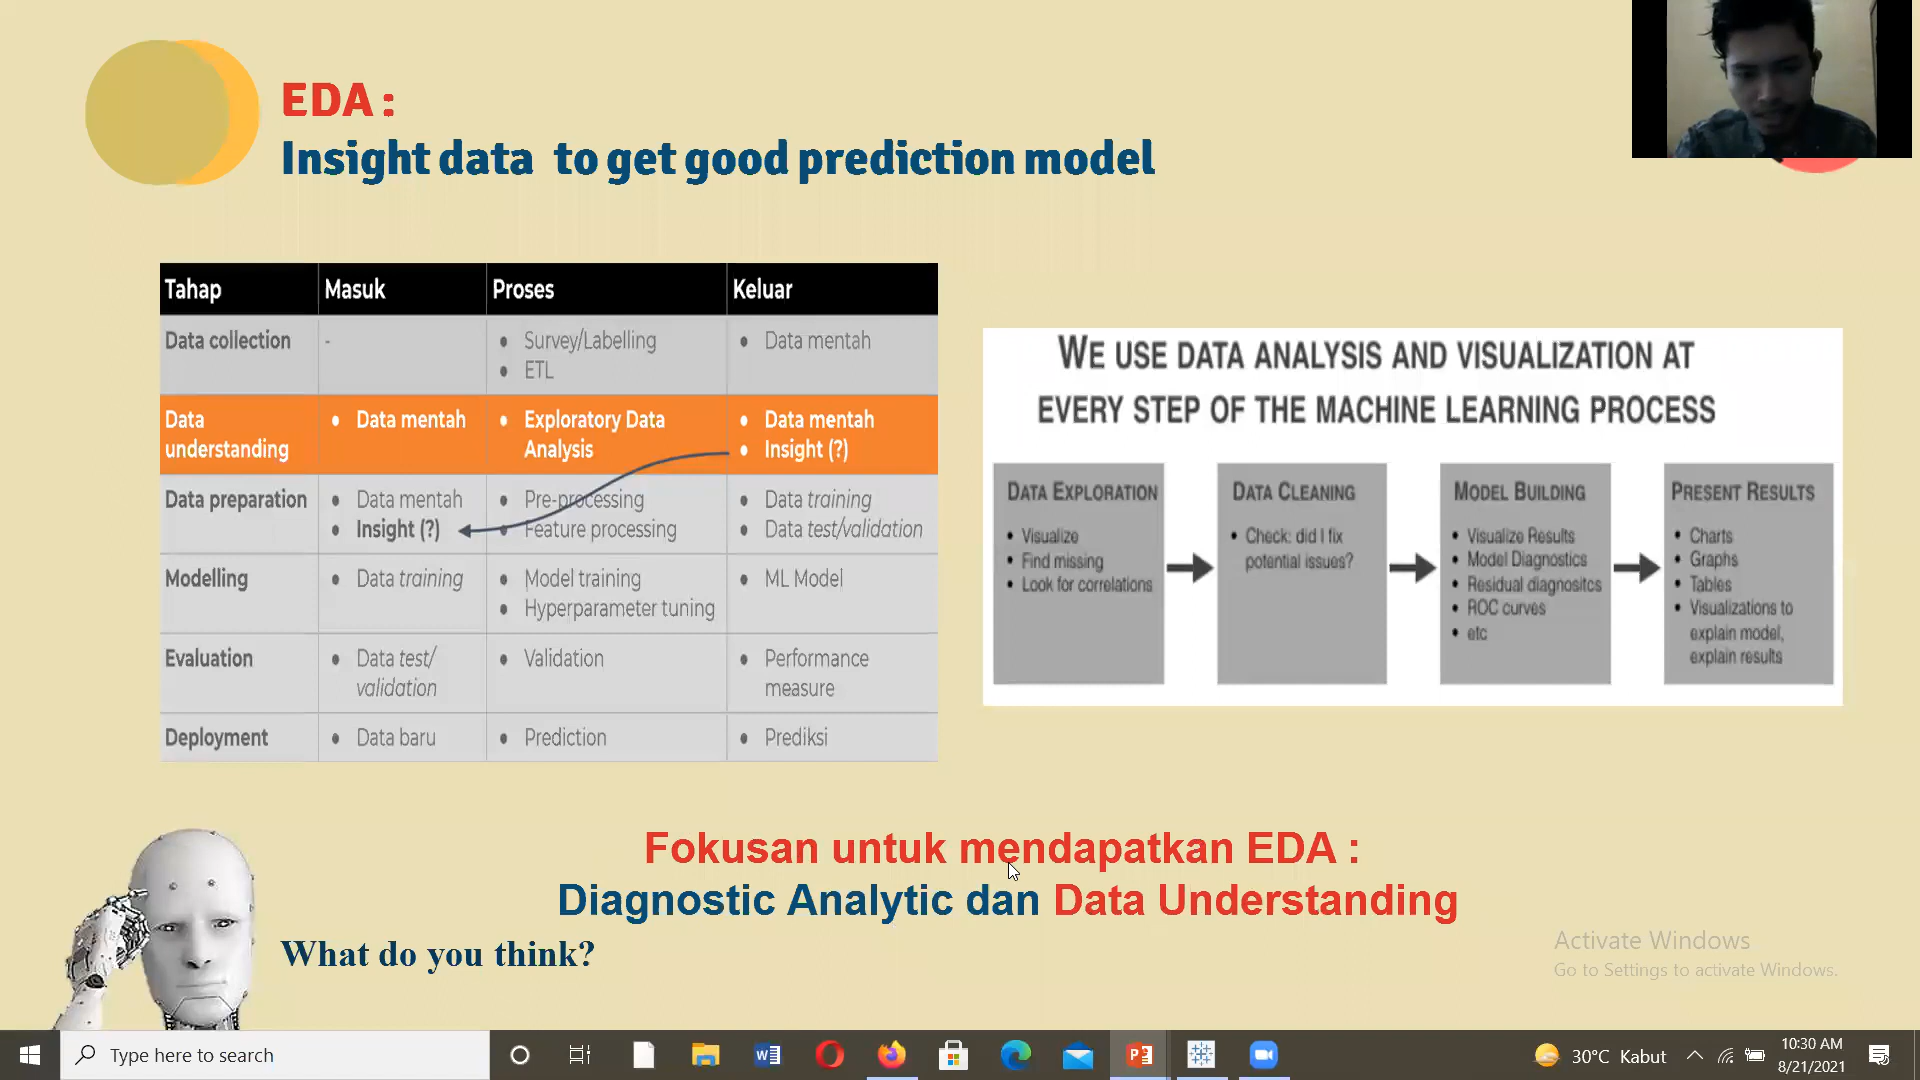 EDA :
Insight data to get good prediction model
Tahap Masuk Proses Keluar
Data collection - • Survey/Labelling • Data mentah
• ETL
Data • Data mentah • Exploratory Data • Data mentah
understanding Analysis • Insight (?)
Data preparation • Data mentah • Pre-processing • Data training
• Insight (?) • Feature processing • Data test/validation
Modelling • Data training • Model training • ML Model
• Hyperparameter tuning
Evaluation • Data test/ • Validation • Performance
validation measure
Deployment • Data baru • Prediction • Prediksi
WE USE DATA ANALYSIS AND VISUALIZATION AT
EVERY STEP OF THE MACHINE LEARNING PROCESS
DATA EXPLORATION
• Visualize
• Find missing
• Look for correlations
DATA CLEANING
• Check: did I fix
potential issues?
MODEL BUILDING
• Visualize Results
• Model Diagnostics
• Residual diagnositcs
• ROC curves
• etc
PRESENT RESULTS
• Charts
• Graphs
• Tables
• Visualizations to
explain model,
explain results
Fokusan untuk mendapatkan EDA :
Diagnostic Analytic dan Data Understanding
What do you think?
Activate Windows
Go to Settings to activate Windows.
Type here to search
30°C Kabut
10:30 AM
8/21/2021